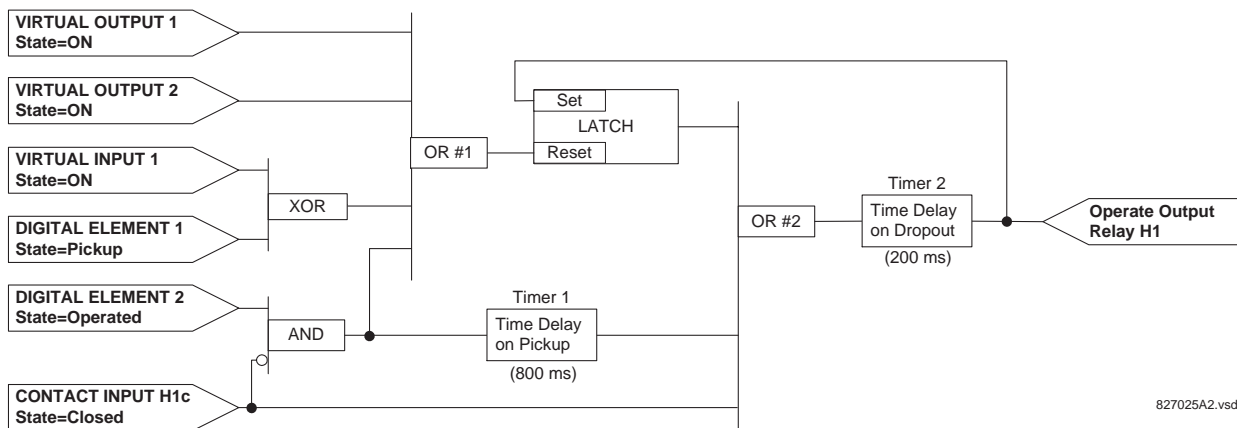 VIRTUAL OUTPUT 1
State=ON
VIRTUAL OUTPUT 2
State=ON
VIRTUAL INPUT 1
State=ON
DIGITAL ELEMENT 1
State=Pickup
DIGITAL ELEMENT 2
State=Operated
CONTACT INPUT H1c
State=Closed
XOR
AND
OR #1
Set
LATCH
Reset
Timer 1
Time Delay
on Pickup
(800 ms)
OR #2
Timer 2
Time Delay
on Dropout
(200 ms)
Operate Output
Relay H1
827025A2.vsd